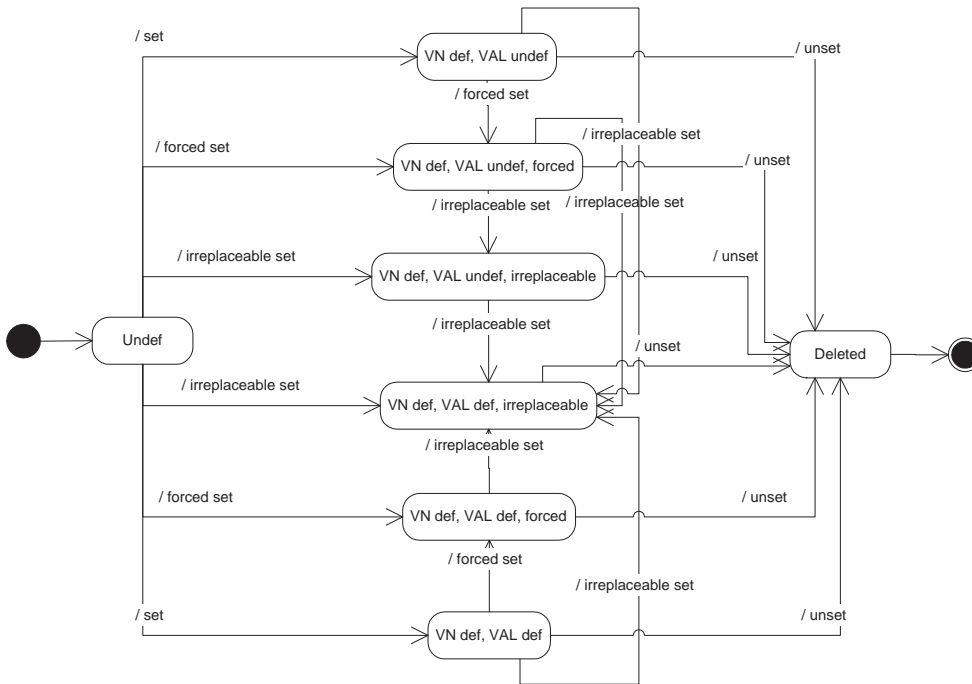 / set
VN def, VAL undef
/ unset
/ forced set
/ irreplaceable set
/ forced set
VN def, VAL undef, forced
/ unset
/ irreplaceable set
/ irreplaceable set
/ irreplaceable set
VN def, VAL undef, irreplaceable
/ unset
/ irreplaceable set
Undef
/ unset
Deleted
/ irreplaceable set
VN def, VAL def, irreplaceable
/ irreplaceable set
/ forced set
VN def, VAL def, forced
/ unset
/ forced set
/ irreplaceable set
/ set
VN def, VAL def
/ unset